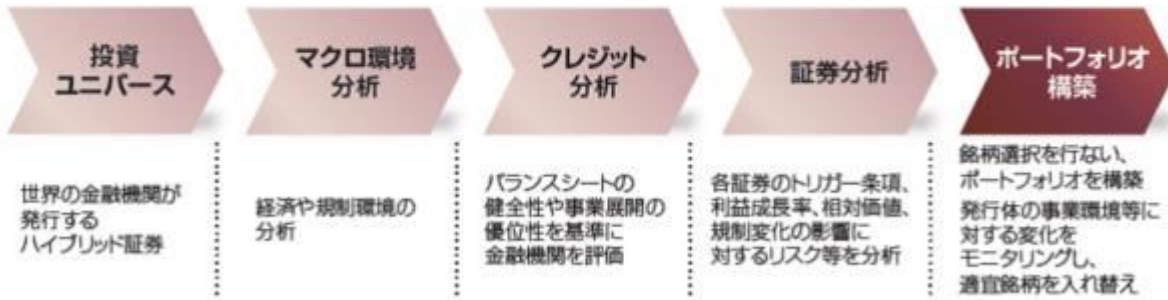 投資
ユニバース
マクロ環境
分析
クレジット
分析
証券分析
ポートフォリオ
構築
世界の金融機関が
発行する
ハイブリッド証券
経済や規制環境の
分析
バランスシートの
健全性や事業展開の
優位性を基準に
金融機関を評価
各証券のトリガー条項、
利益成長率、相対価値、
規制変化の影響に
対するリスク等を分析
銘柄選択を行ない、
ポートフォリオを構築
発行体の事業環境等に
対する変化を
モニタリングし、
適宜銘柄を入れ替え